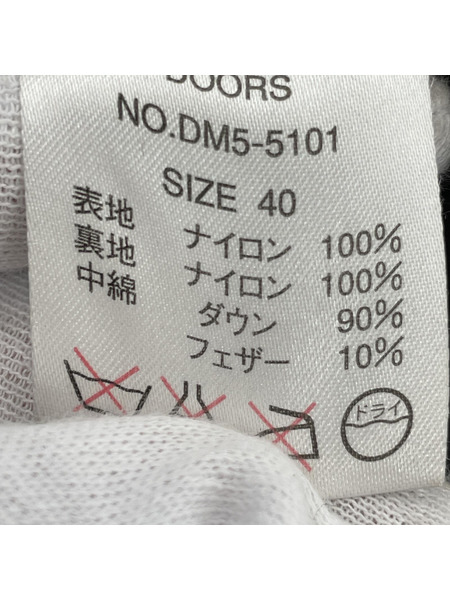 DOORS
NO.DM5-5101
SIZE 40
表地 ナイロン 100%
裏地 ナイロン 100%
中綿 ダウン 90%
フェザー 10%
ドライ